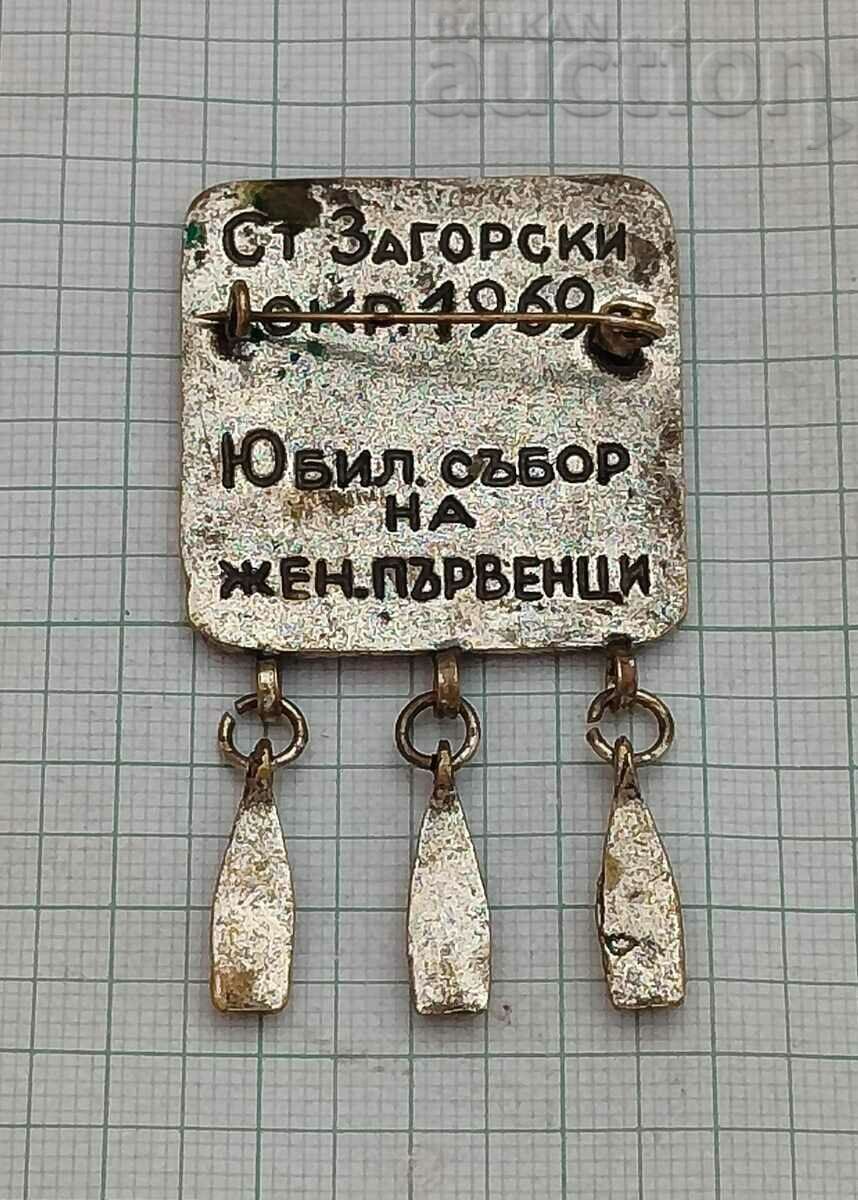 BALKAN
auction
Ст ЗАГОРСКИ
окр. 1969
Юбил. събор
НА
ЖЕН. ПЪРВЕНЦИ